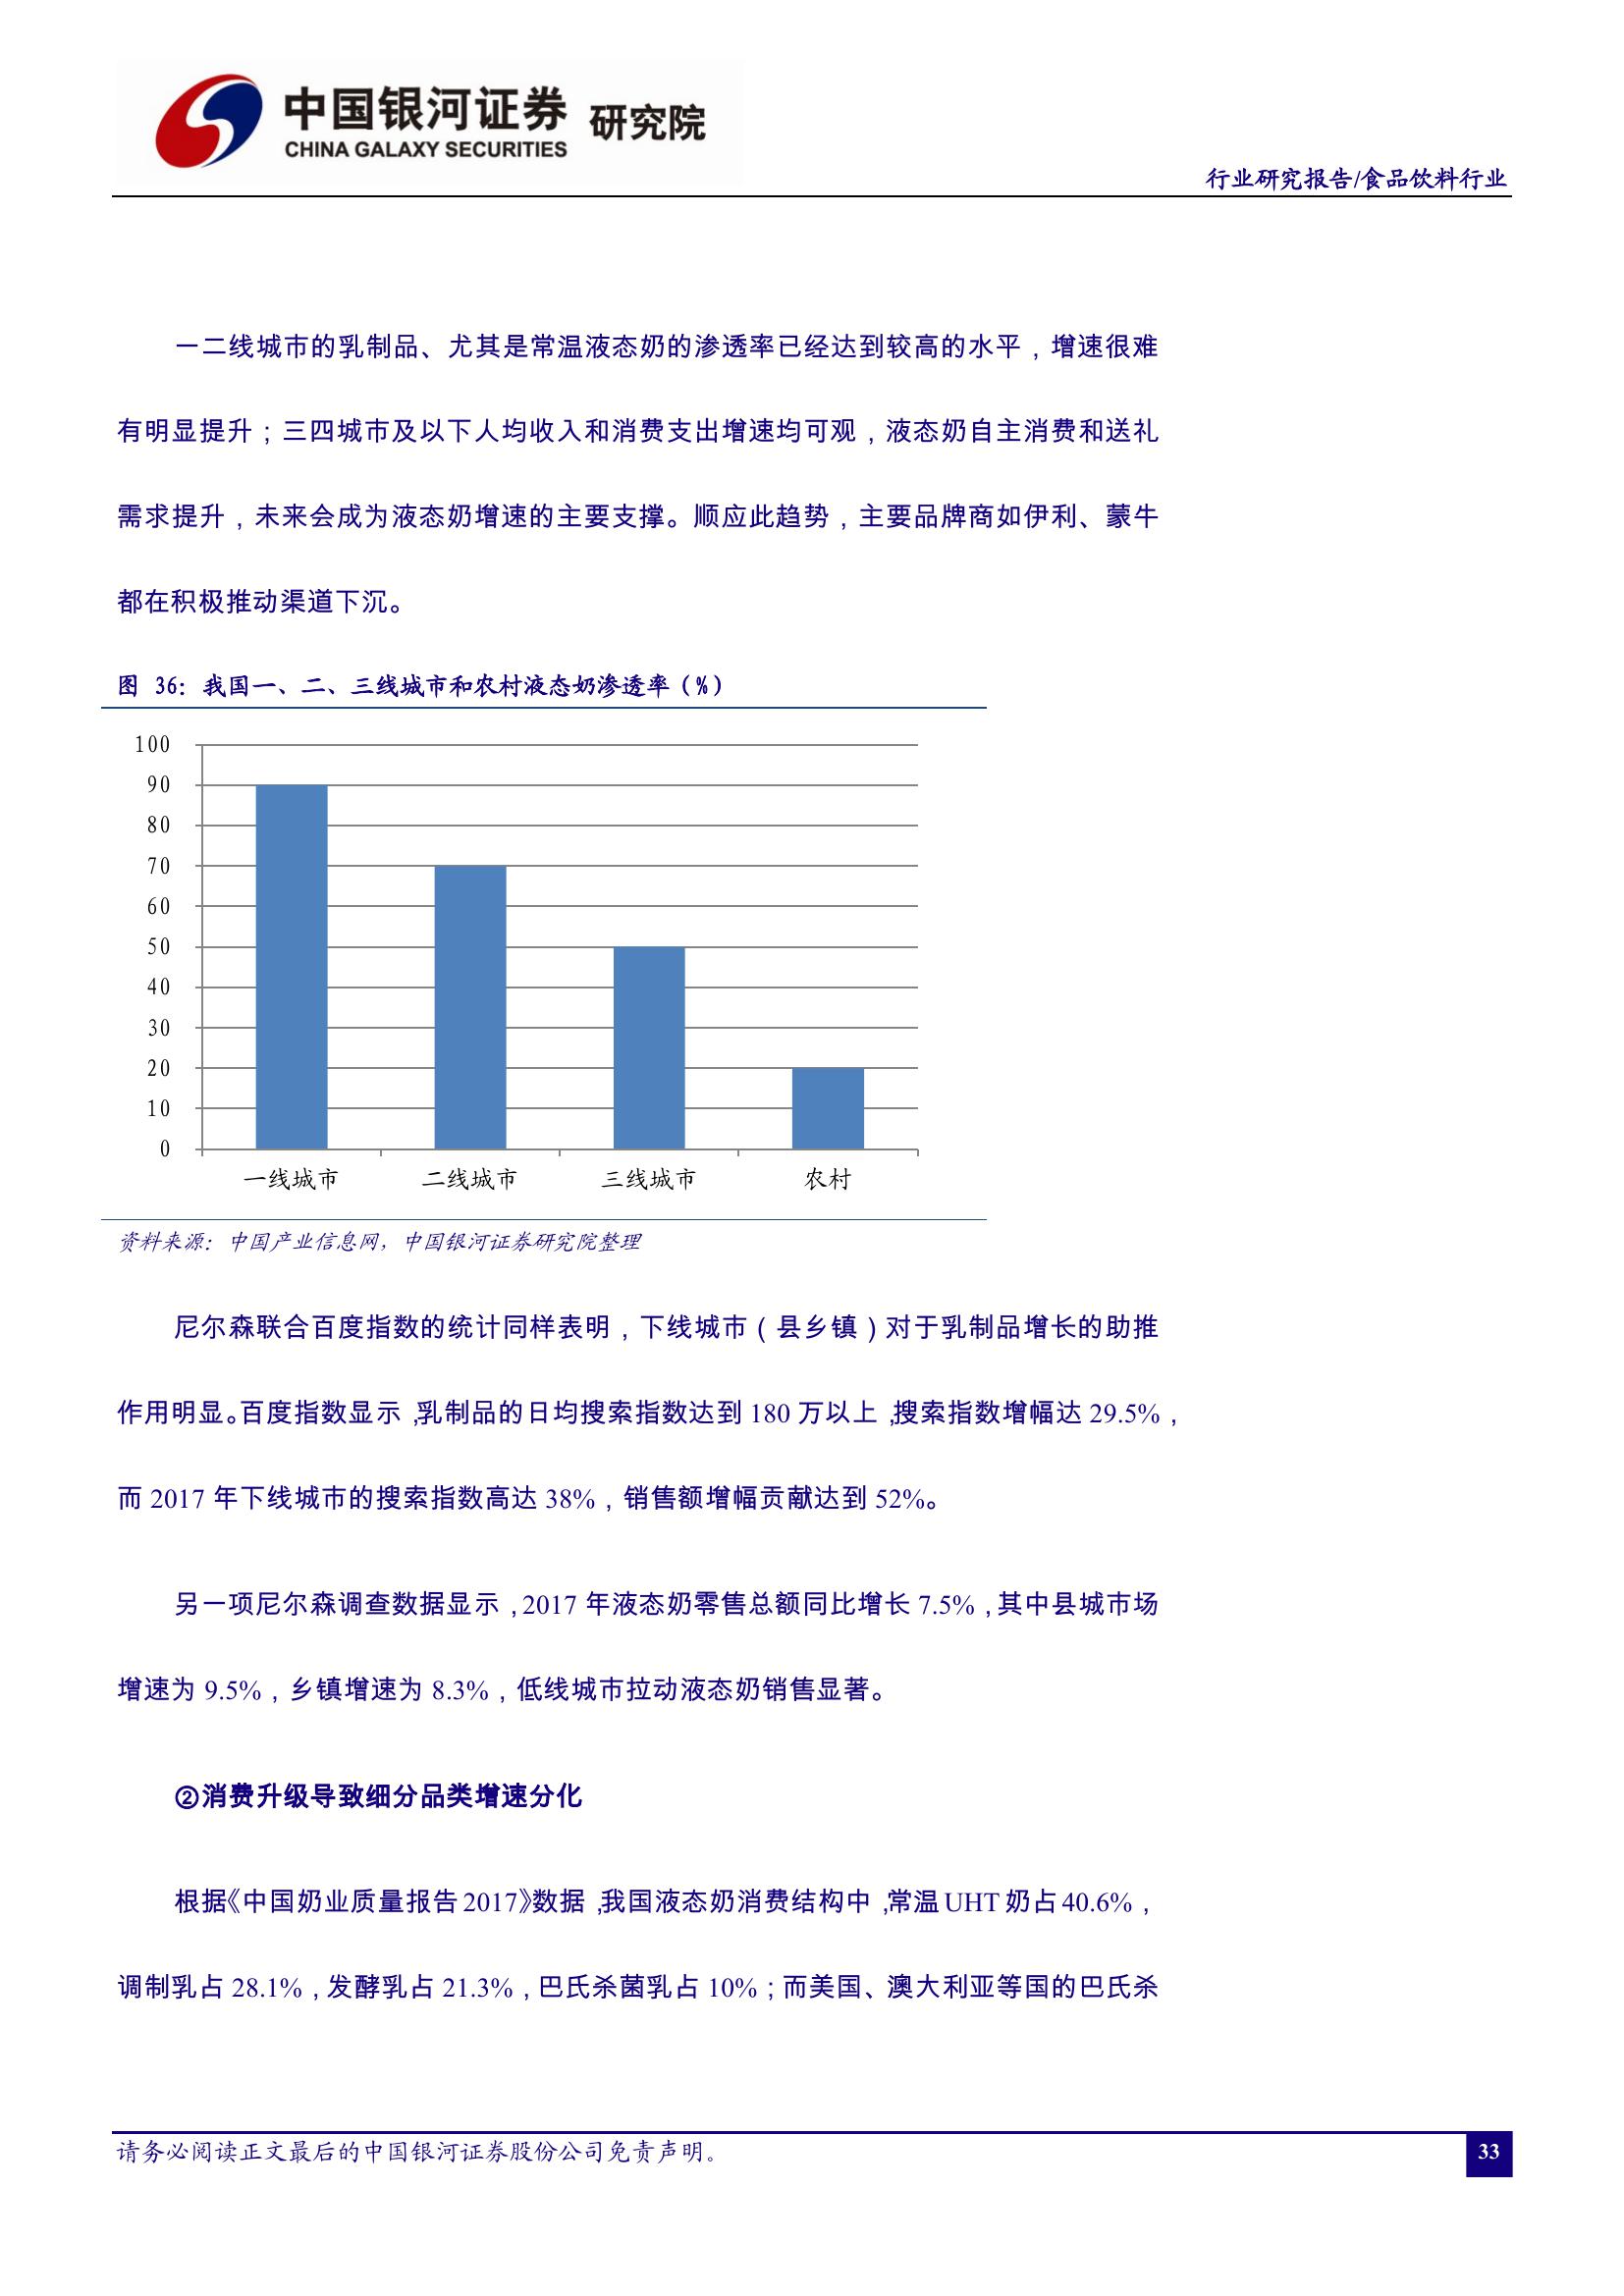 中国银河证券 研究院
CHINA GALAXY SECURITIES
行业研究报告/食品饮料行业
一二线城市的乳制品、尤其是常温液态奶的渗透率已经达到较高的水平，增速很难
有明显提升；三四城市及以下人均收入和消费支出增速均可观，液态奶自主消费和送礼
需求提升，未来会成为液态奶增速的主要支撑。顺应此趋势，主要品牌商如伊利、蒙牛
都在积极推动渠道下沉。
图 36：我国一、二、三线城市和农村液态奶渗透率（%）
100
90
80
70
60
50
40
30
20
10
0
一线城市 二线城市 三线城市 农村
资料来源：中国产业信息网，中国银河证券研究院整理
尼尔森联合百度指数的统计同样表明，下线城市（县乡镇）对于乳制品增长的助推
作用明显。百度指数显示，乳制品的日均搜索指数达到 180 万以上，搜索指数增幅达 29.5%，
而 2017 年下线城市的搜索指数高达 38%，销售额增幅贡献达到 52%。
另一项尼尔森调查数据显示，2017 年液态奶零售总额同比增长 7.5%，其中县城市场
增速为 9.5%，乡镇增速为 8.3%，低线城市拉动液态奶销售显著。
②消费升级导致细分品类增速分化
根据《中国奶业质量报告 2017》数据，我国液态奶消费结构中，常温 UHT 奶占 40.6%，
调制乳占 28.1%，发酵乳占 21.3%，巴氏杀菌乳占 10%；而美国、澳大利亚等国的巴氏杀
请务必阅读正文最后的中国银河证券股份公司免责声明。
33